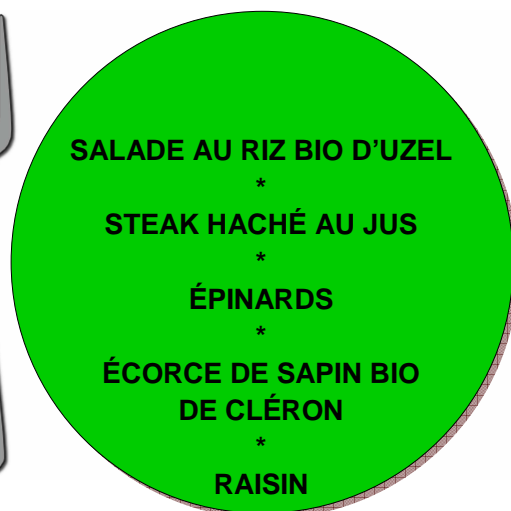 SALADE AU RIZ BIO D'UZEL
*
STEAK HACHÉ AU JUS
*
ÉPINARDS
*
ÉCORCE DE SAPIN BIO
DE CLÉRON
*
RAISIN